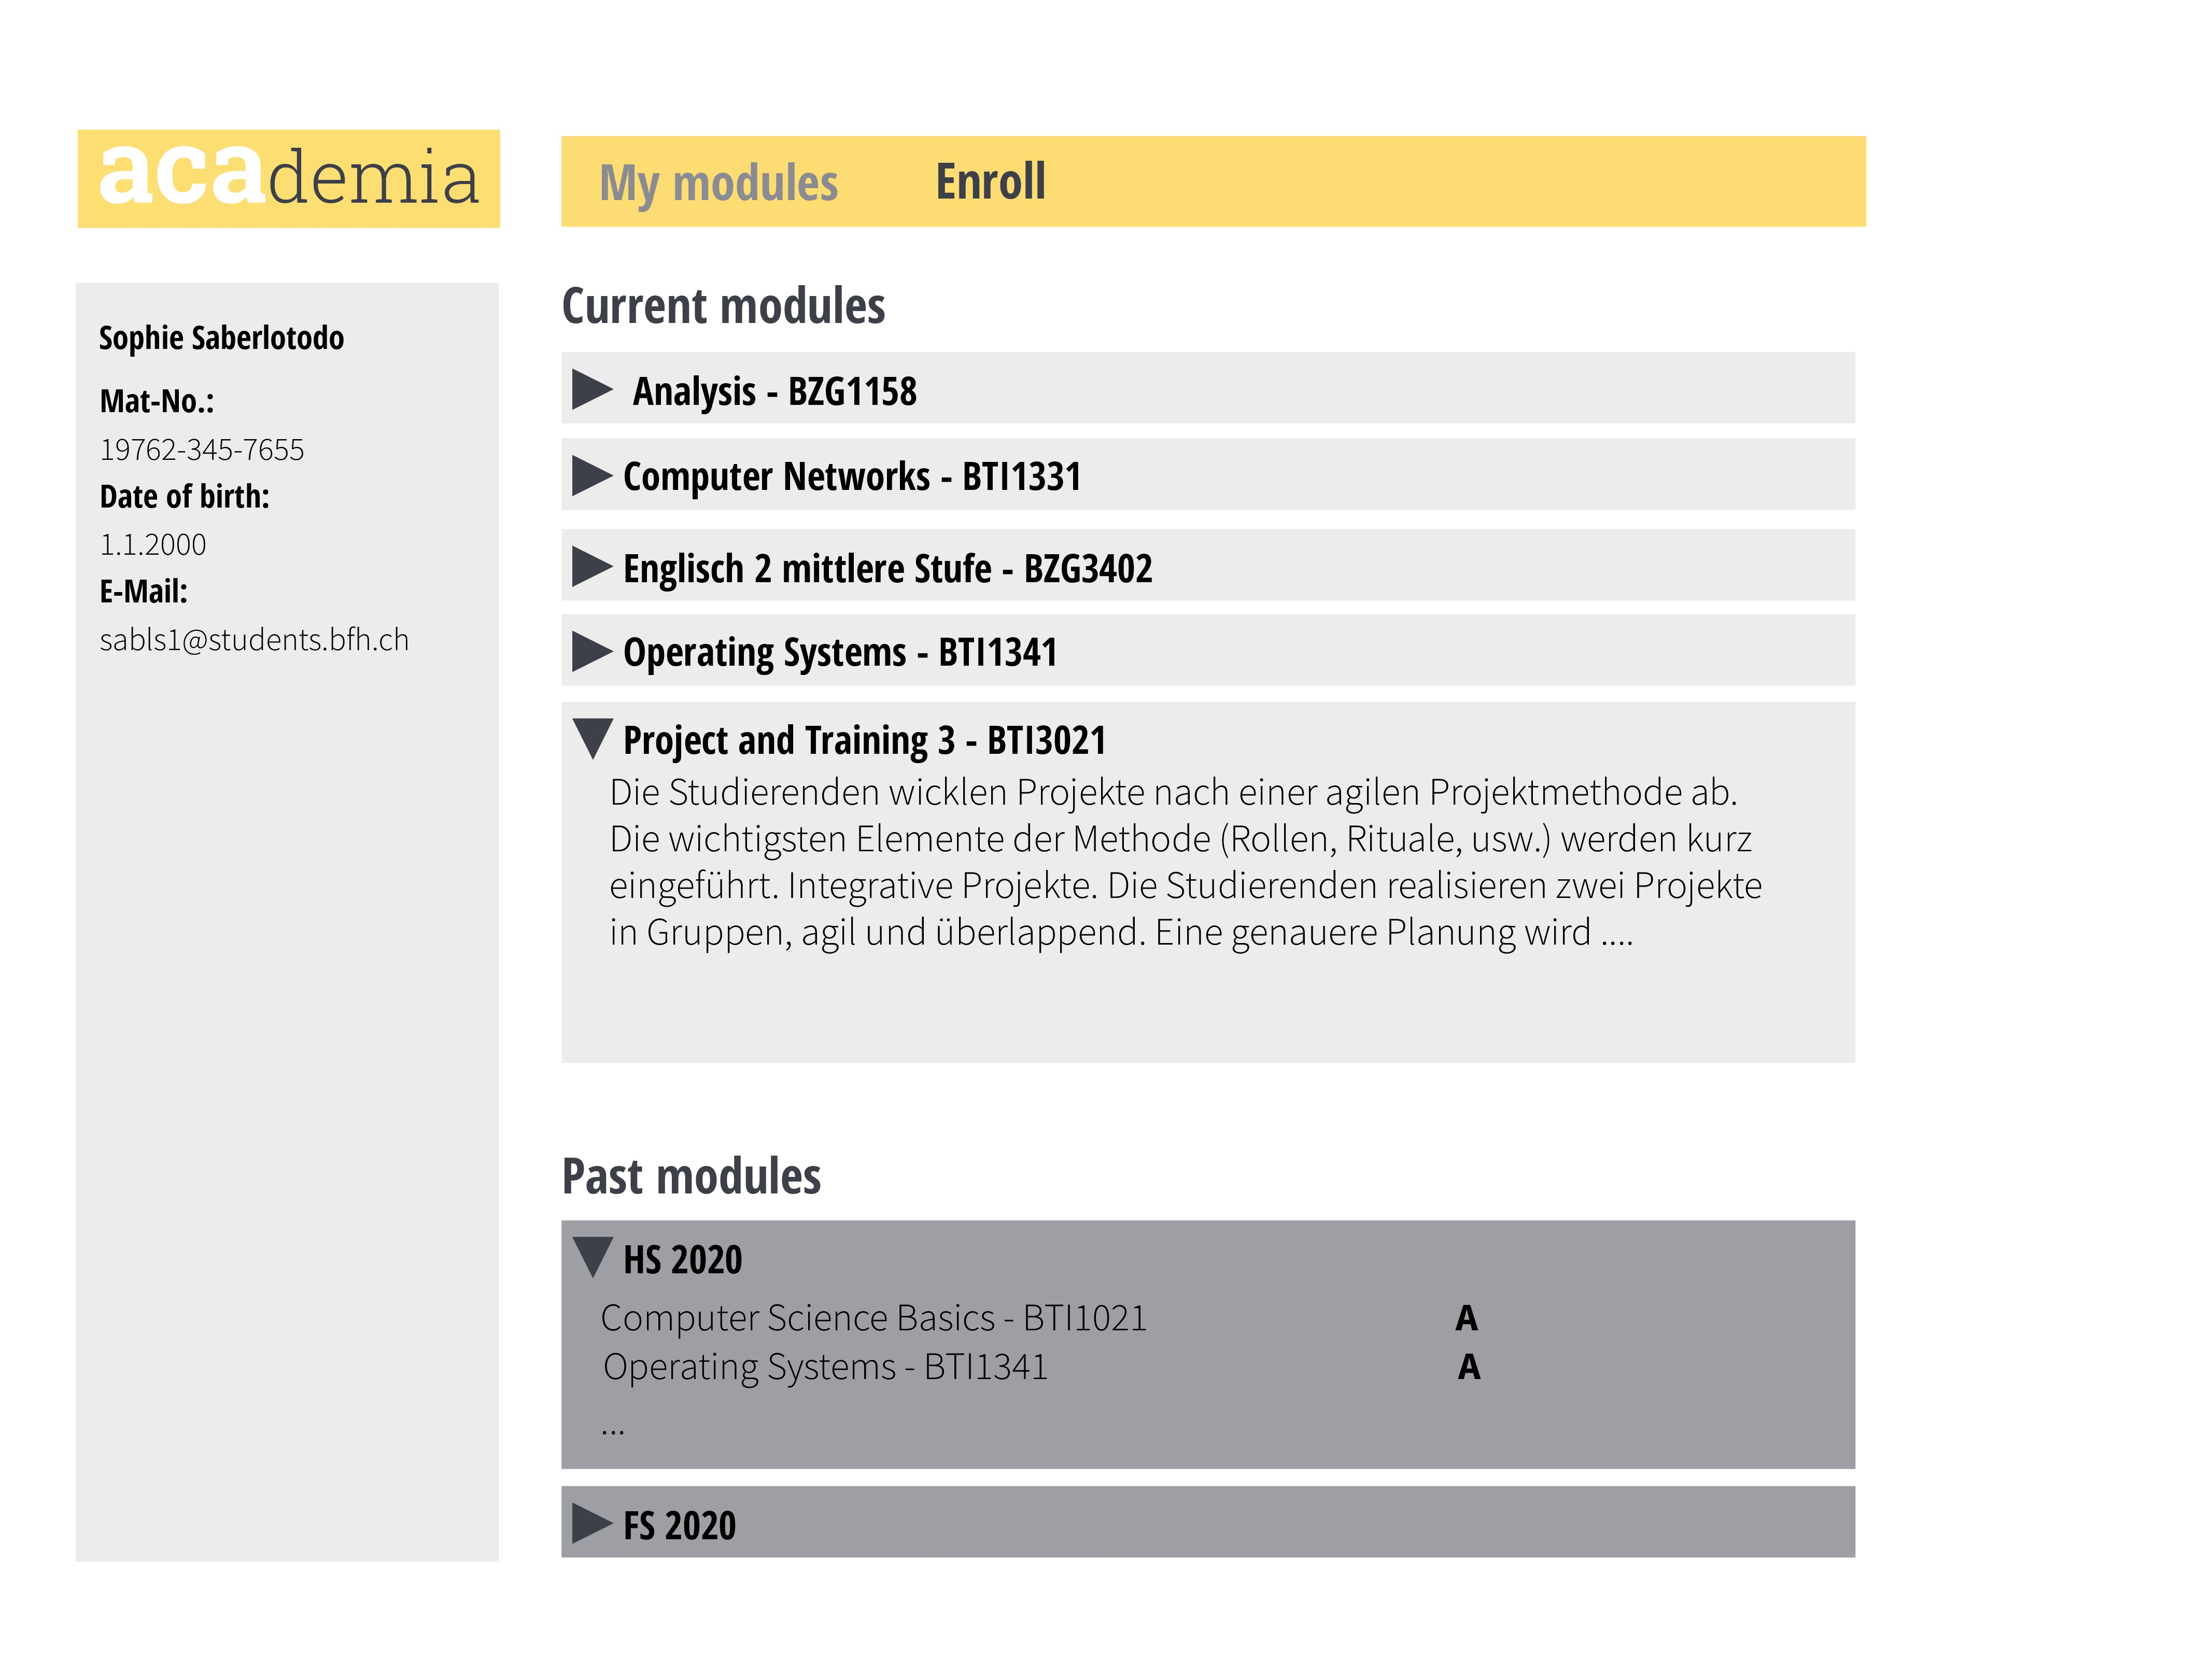 academia
My modules Enroll
Sophie Saberlotodo
Mat-No.:
19762-345-7655
Date of birth:
1.1.2000
E-Mail:
sabls1@students.bfh.ch
Current modules
Analysis - BZG1158
Computer Networks - BTI1331
Englisch 2 mittlere Stufe - BZG3402
Operating Systems - BTI1341
Project and Training 3 - BTI3021
Die Studierenden wicklen Projekte nach einer agilen Projektmethode ab.
Die wichtigsten Elemente der Methode (Rollen, Rituale, usw.) werden kurz
eingeführt. Integrative Projekte. Die Studierenden realisieren zwei Projekte
in Gruppen, agil und überlappend. Eine genauere Planung wird ....
Past modules
HS 2020
Computer Science Basics - BTI1021 A
Operating Systems - BTI1341 A
...
FS 2020